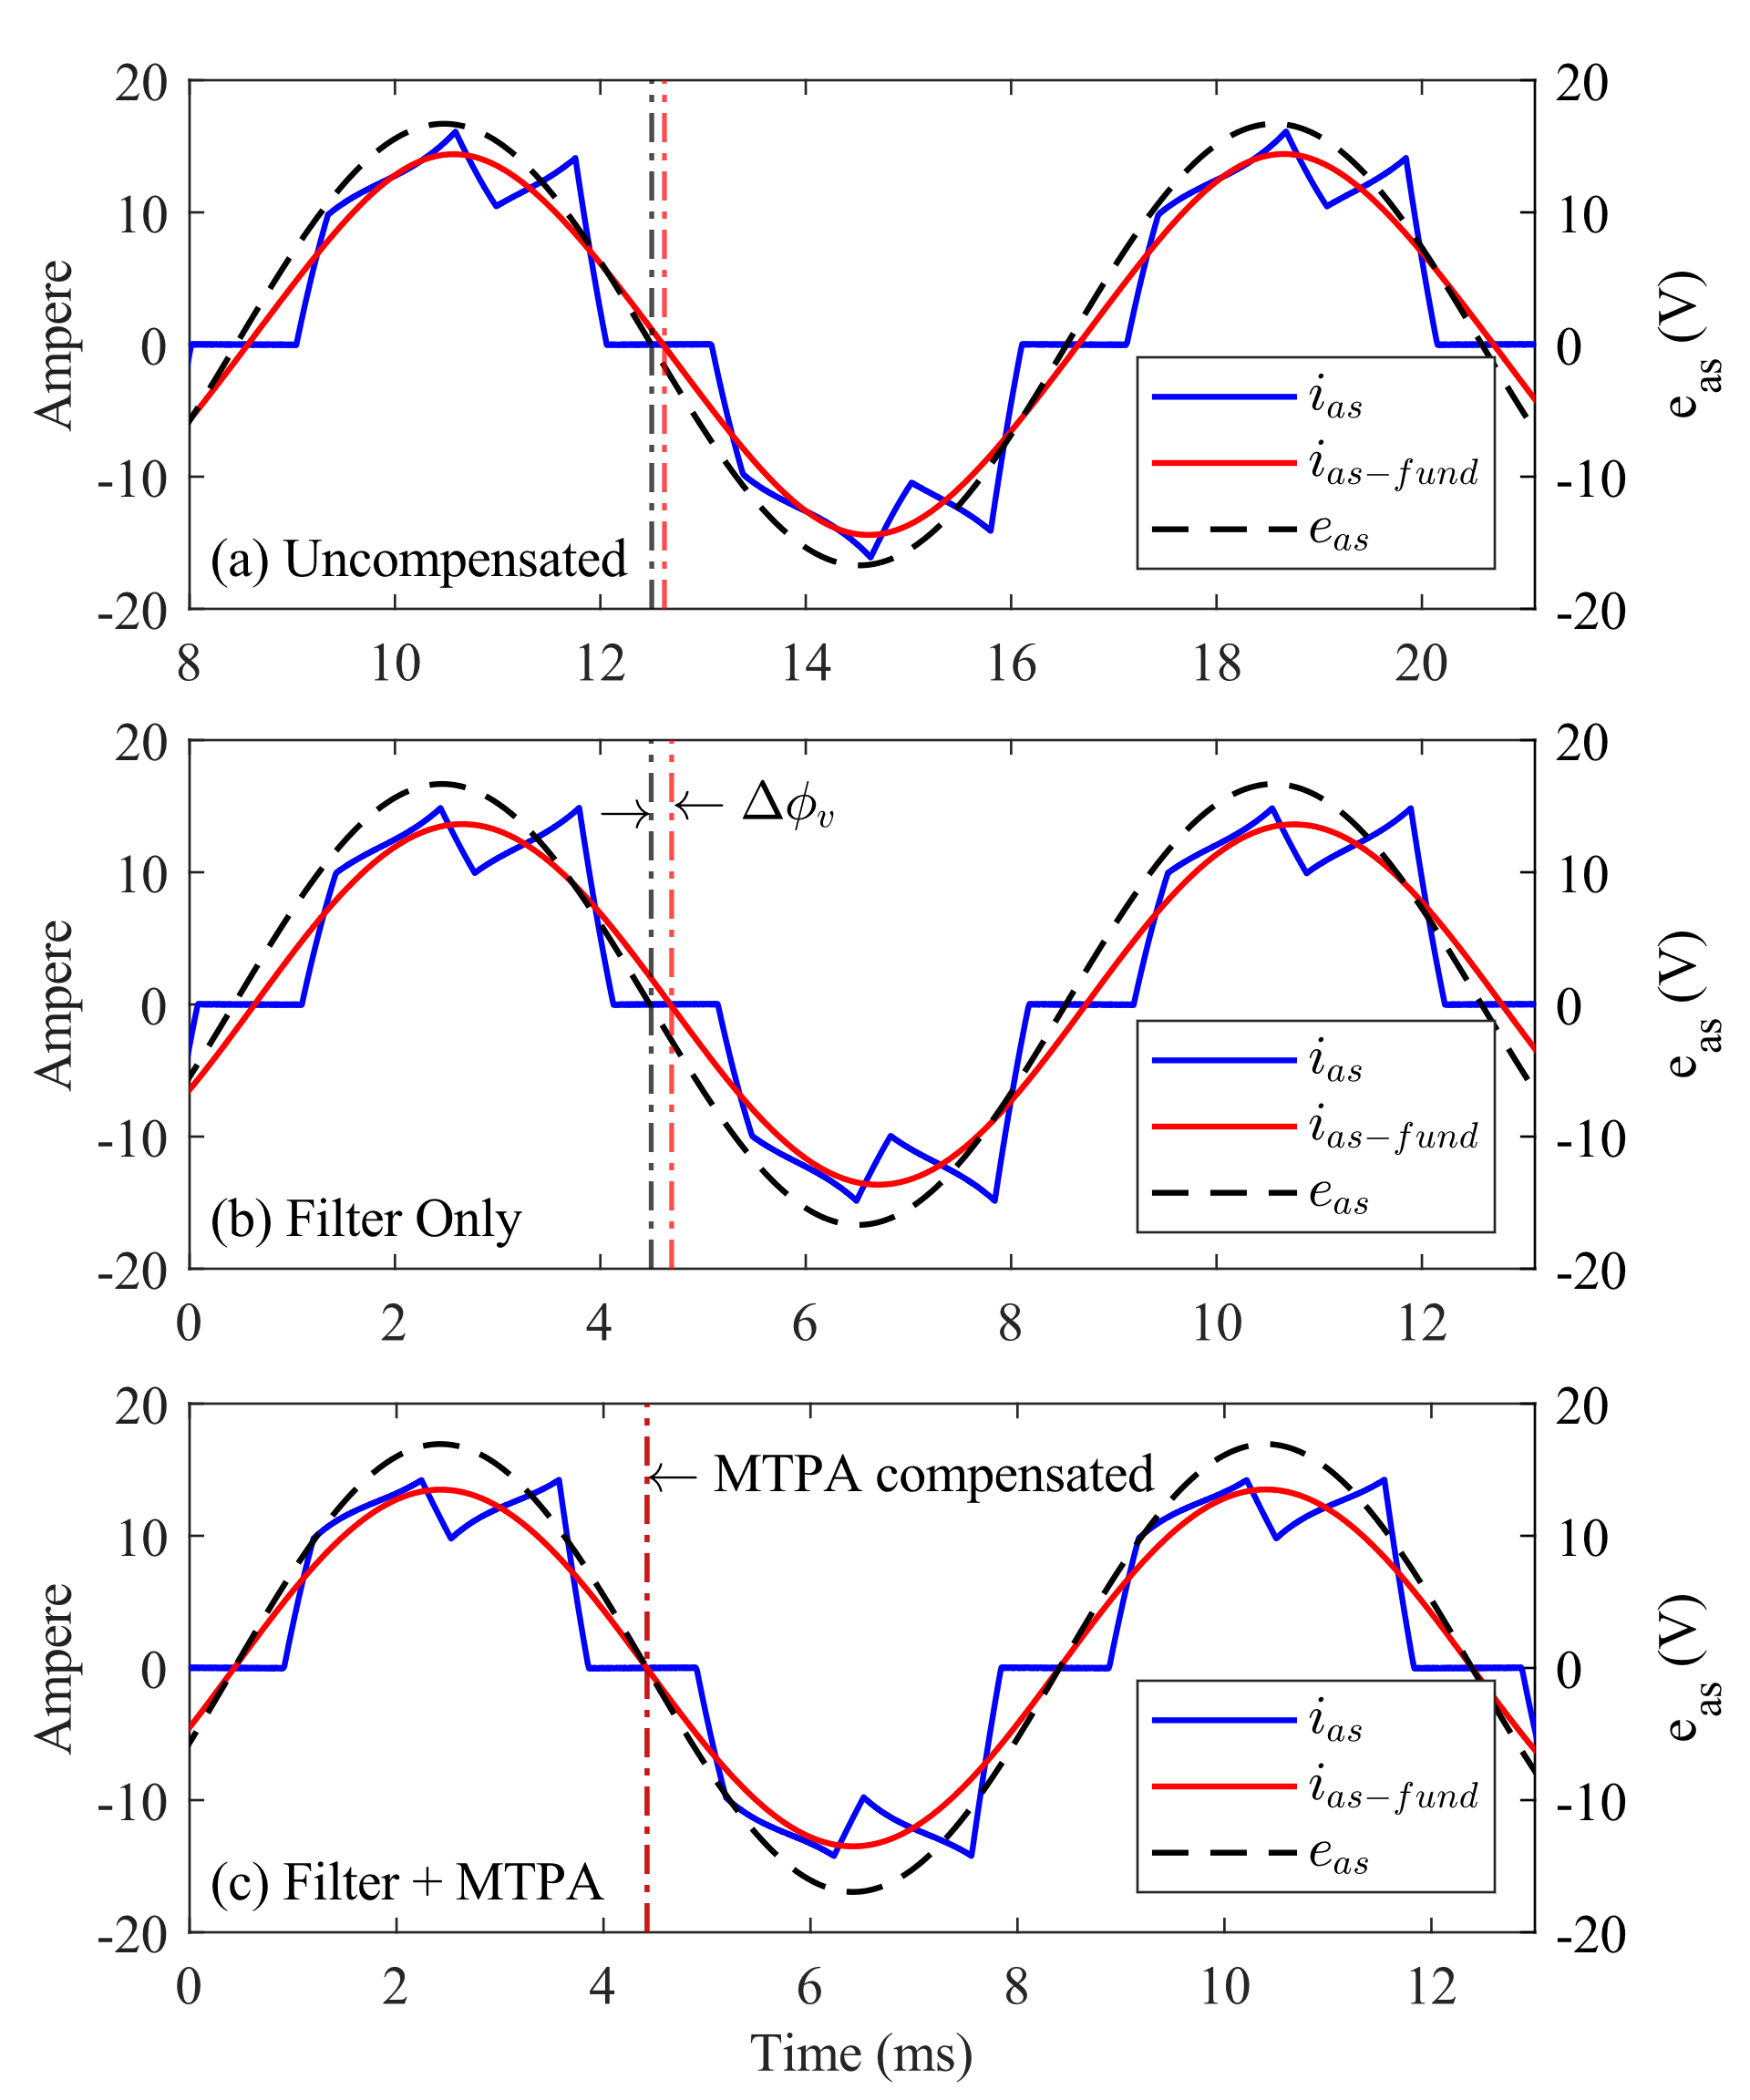 20
10
0
-10
-20
Ampere
20
10
0
-10
-20
e_as (V)
i_as
i_as-fund
e_as
(a) Uncompensated
8 10 12 14 16 18 20
20
10
0
-10
-20
Ampere
20
10
0
-10
-20
e_as (V)
Δϕ_v
i_as
i_as-fund
e_as
(b) Filter Only
0 2 4 6 8 10 12
20
10
0
-10
-20
Ampere
20
10
0
-10
-20
e_as (V)
MTPA compensated
i_as
i_as-fund
e_as
(c) Filter + MTPA
0 2 4 6 8 10 12
Time (ms)